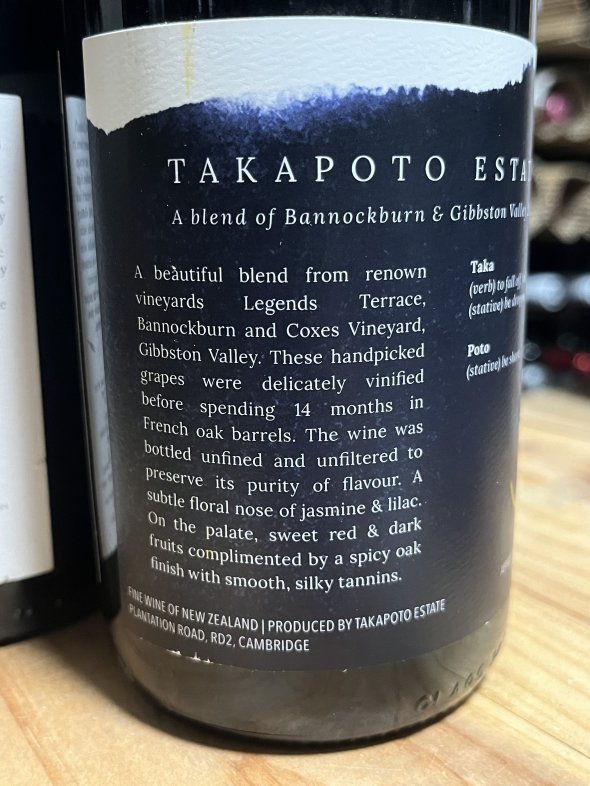 TAKAPOTO
A blend of Bannockburn & Gibbston
A beautiful blend from renown
vineyards Legends Terrace,
Bannockburn and Coxes Vineyard,
Gibbston Valley. These handpicked
grapes were delicately vinified
before spending 14 months in
French oak barrels. The wine was
bottled unfined and unfiltered to
preserve its purity of flavour. A
subtle floral nose of jasmine & lilac.
On the palate, sweet red & dark
fruits complimented by a spicy oak
finish with smooth, silky tannins.
FINE WINE OF NEW ZEALAND | PRODUCED BY TAKAPOTO ESTATE
PLANTATION ROAD, RD2, CAMBRIDGE
Taka
(verb) to fall
(stative) be
Poto
(stative) be